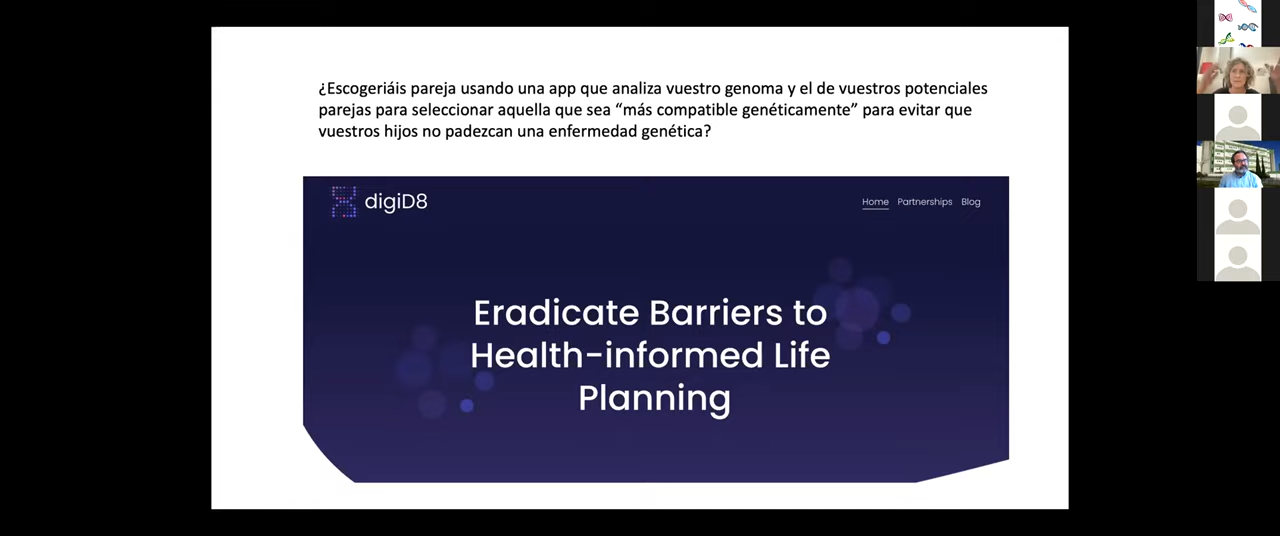 ¿Escogeriáis pareja usando una app que analiza vuestro genoma y el de vuestros potenciales
parejas para seleccionar aquella que sea “más compatible genéticamente” para evitar que
vuestros hijos no padezcan una enfermedad genética?
digiD8
Home Partnerships Blog
Eradicate Barriers to
Health-informed Life
Planning